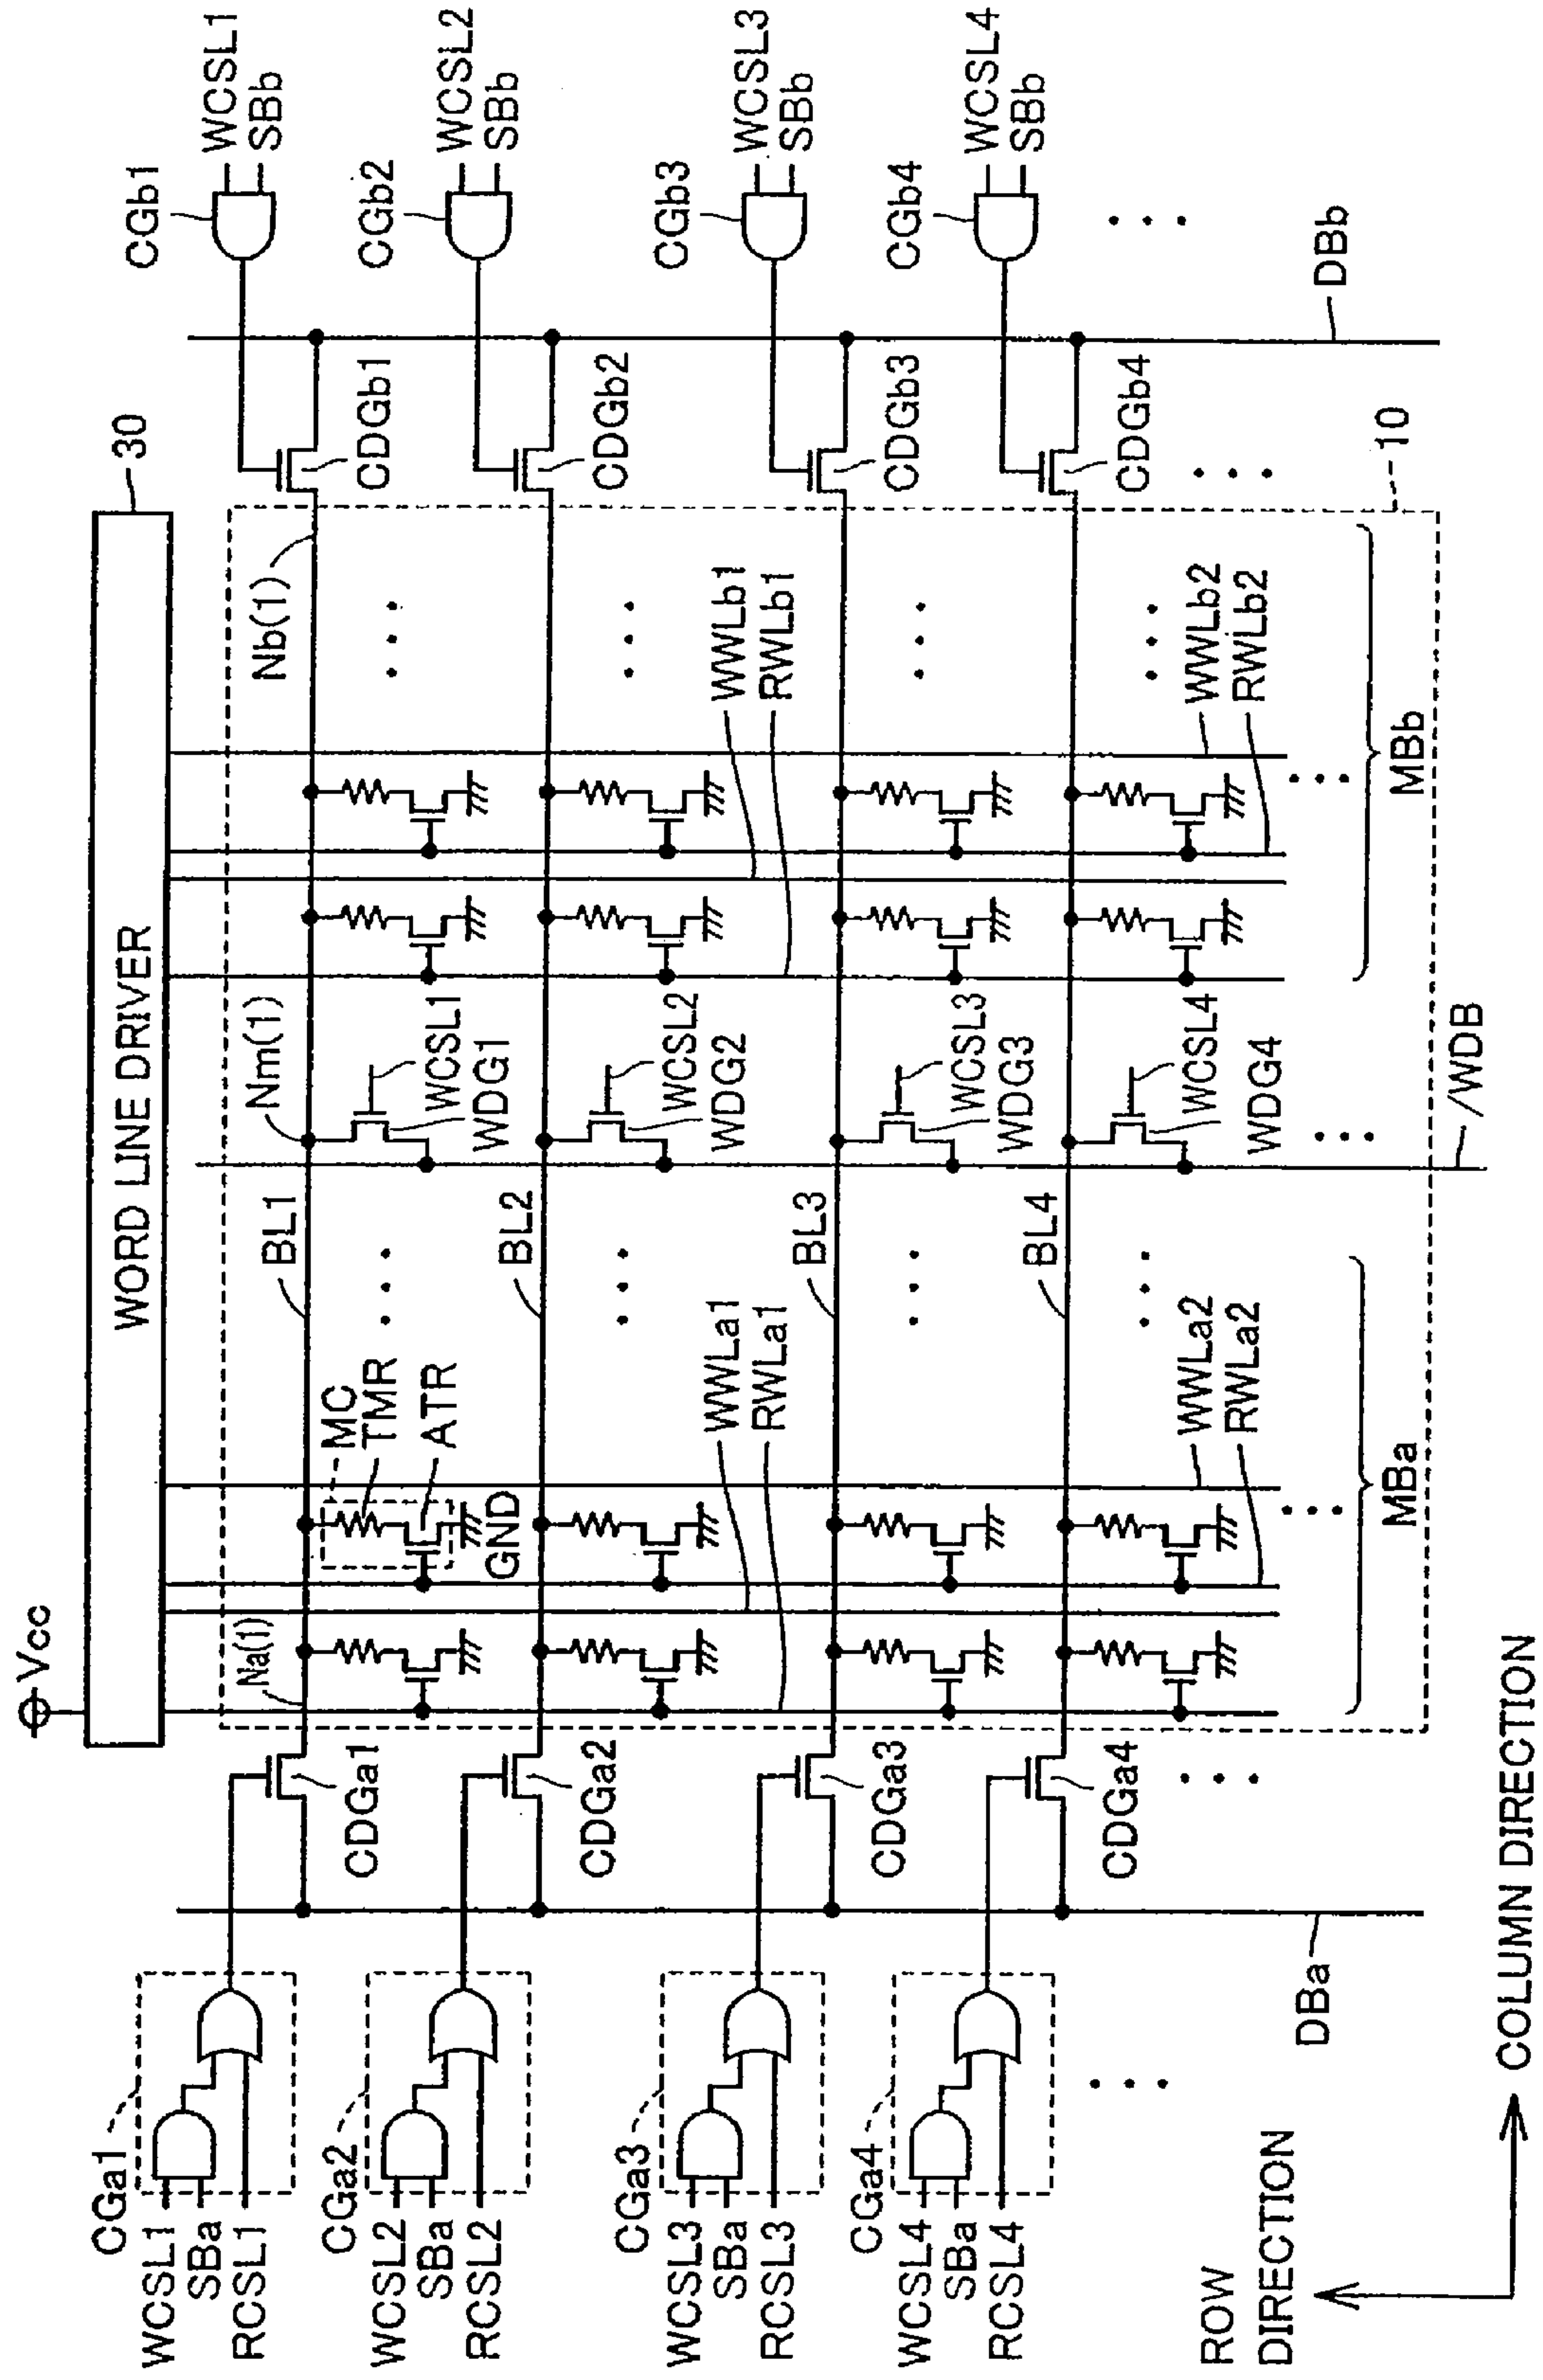 Vcc
WORD LINE DRIVER
30
CGa1
WCSL1
SBa
RCSL1
CGa2
WCSL2
SBa
RCSL2
CGa3
WCSL3
SBa
RCSL3
CGa4
WCSL4
SBa
RCSL4
DBa
CDGa1
CDGa2
CDGa3
CDGa4
Na(1)
MC
TMR
ATR
GND
BL1
BL2
BL3
BL4
WWLa1
RWLa1
WWLa2
RWLa2
MBa
Nm(1)
WCSL1
WDG1
WCSL2
WDG2
WCSL3
WDG3
WCSL4
WDG4
/WDB
Nb(1)
WWLb1
RWLb1
WWLb2
RWLb2
MBb
10
CDGb1
CDGb2
CDGb3
CDGb4
DBb
CGb1
WCSL1
SBb
CGb2
WCSL2
SBb
CGb3
WCSL3
SBb
CGb4
WCSL4
SBb
ROW
DIRECTION
COLUMN DIRECTION